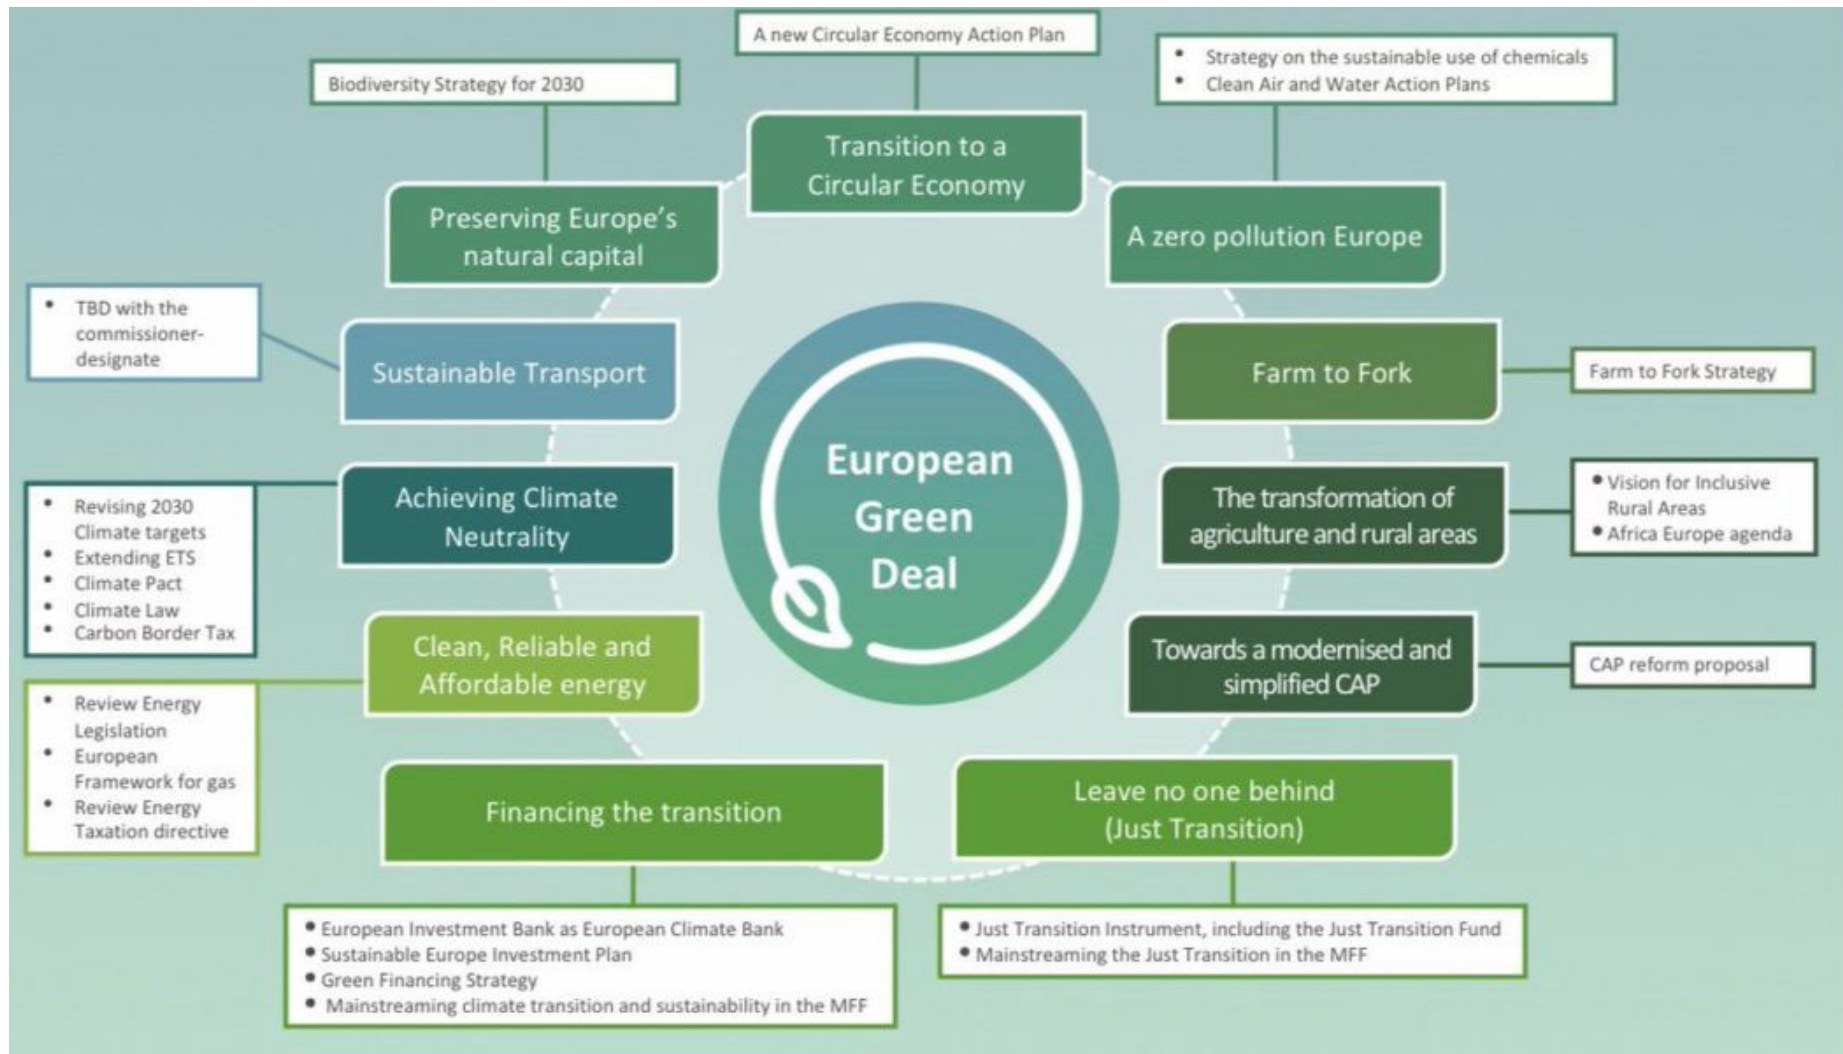 A new Circular Economy Action Plan
Biodiversity Strategy for 2030
• Strategy on the sustainable use of chemicals
• Clean Air and Water Action Plans
Transition to a
Circular Economy
Preserving Europe's
natural capital
A zero pollution Europe
• TBD with the
commissioner-
designate
Sustainable Transport
Farm to Fork
Farm to Fork Strategy
European
Green
Deal
• Revising 2030
Climate targets
• Extending ETS
• Climate Pact
• Climate Law
• Carbon Border Tax
Achieving Climate
Neutrality
The transformation of
agriculture and rural areas
• Vision for Inclusive
Rural Areas
• Africa Europe agenda
• Review Energy
Legislation
• European
Framework for gas
• Review Energy
Taxation directive
Clean, Reliable and
Affordable energy
Towards a modernised and
simplified CAP
CAP reform proposal
Financing the transition
Leave no one behind
(Just Transition)
• European Investment Bank as European Climate Bank
• Sustainable Europe Investment Plan
• Green Financing Strategy
• Mainstreaming climate transition and sustainability in the MFF
• Just Transition Instrument, including the Just Transition Fund
• Mainstreaming the Just Transition in the MFF